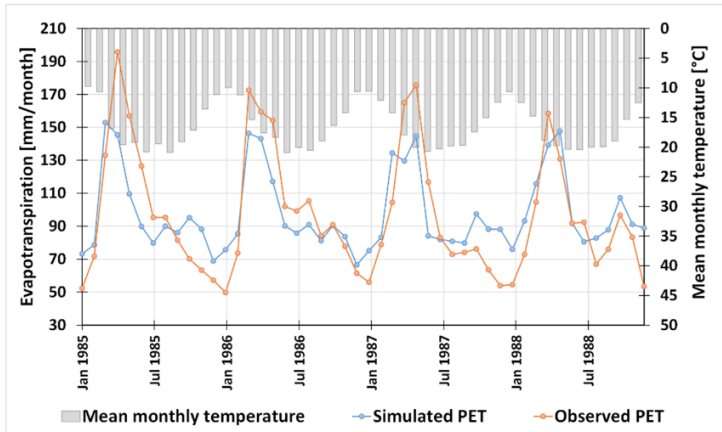 Evapotranspiration [mm/month]
210
190
170
150
130
110
90
70
50
30
0
5
10
15
20
25
30
35
40
45
50
Mean monthly temperature [°C]
Jan 1985
Jul 1985
Jan 1986
Jul 1986
Jan 1987
Jul 1987
Jan 1988
Jul 1988
Mean monthly temperature Simulated PET Observed PET